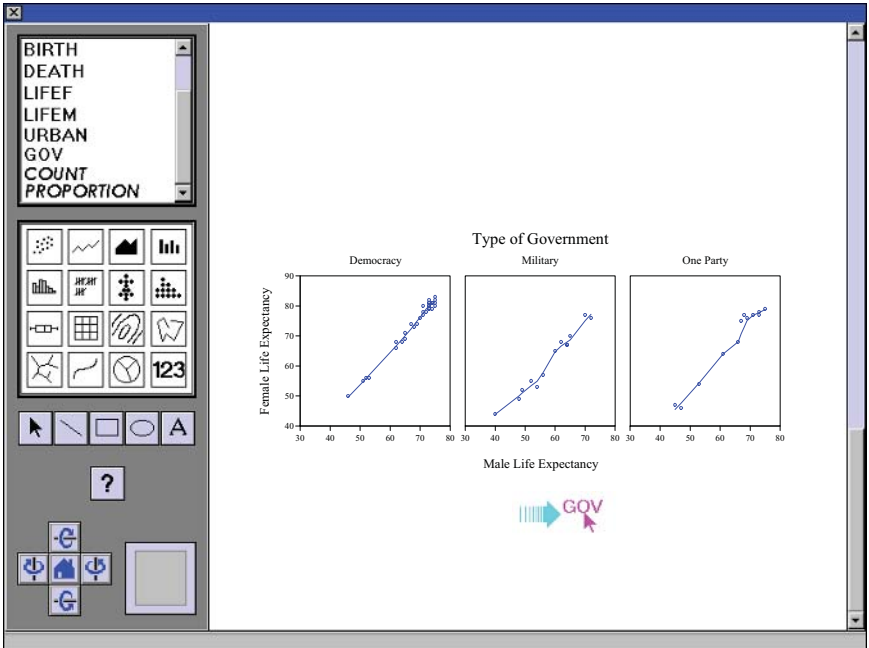 BIRTH
DEATH
LIFEF
LIFEM
URBAN
GOV
COUNT
PROPORTION
123
A
?
Type of Government
Democracy Military One Party
Female Life Expectancy
90
80
70
60
50
40
30 40 50 60 70 80 30 40 50 60 70 80 30 40 50 60 70 80
Male Life Expectancy
GOV